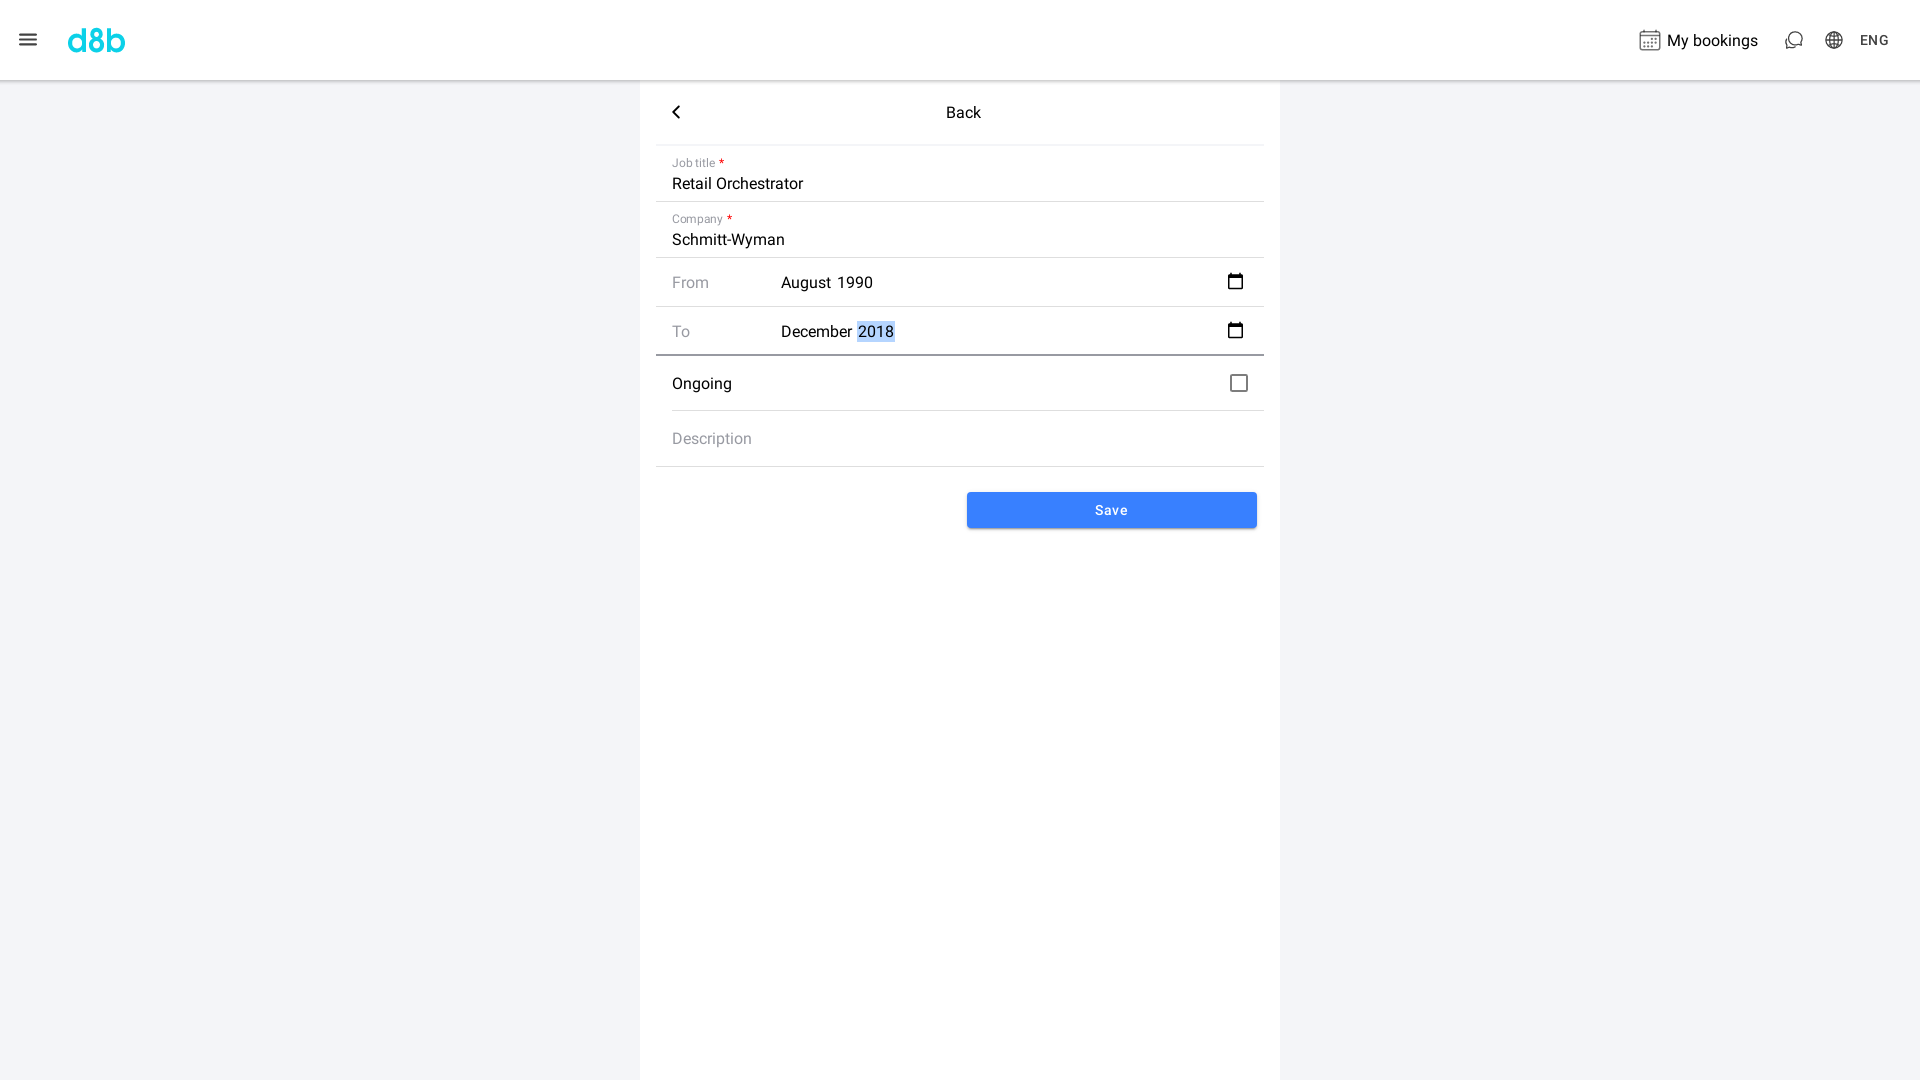 d8b
My bookings
ENG
Back
Job title *
Retail Orchestrator
Company *
Schmitt-Wyman
From August 1990
To December 2018
Ongoing
Description
Save